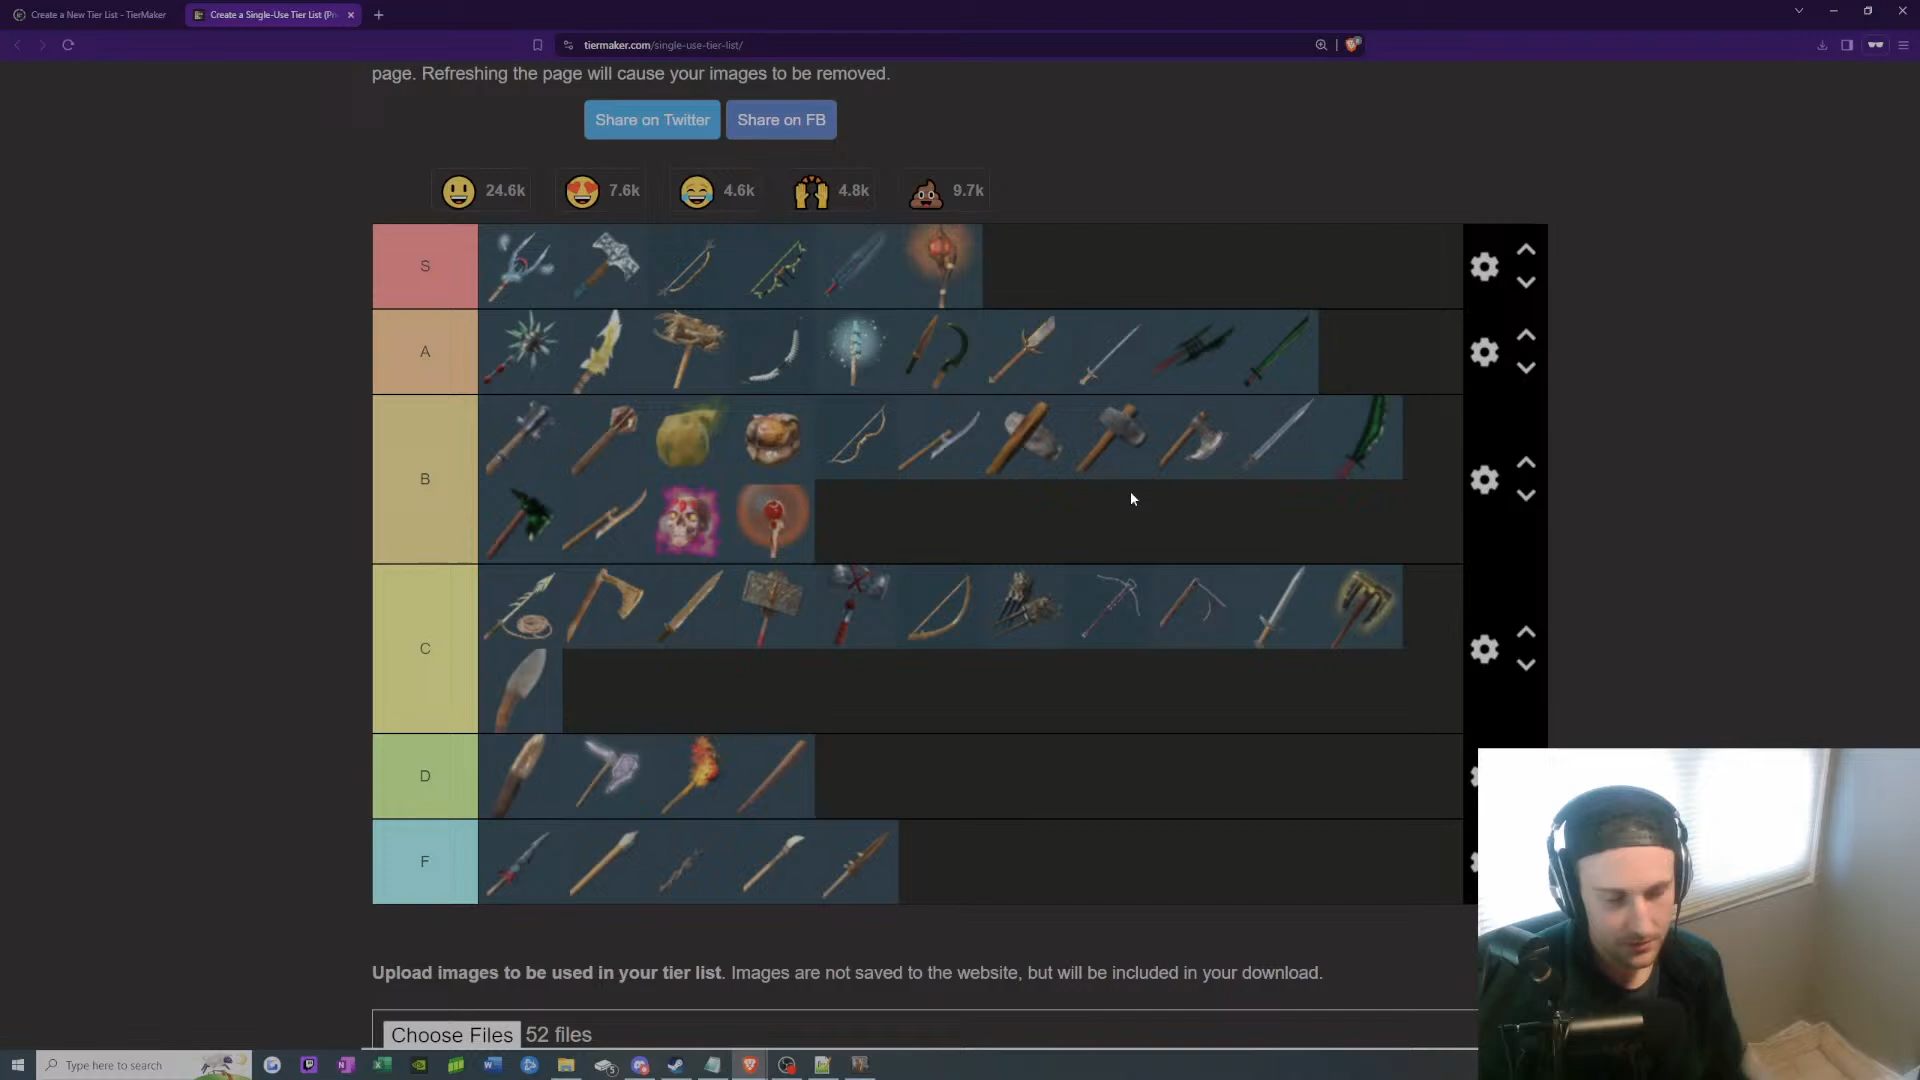 Create a New Tier List - TierMaker
Create a Single-Use Tier List (Pr
tiermaker.com/single-use-tier-list/
page. Refreshing the page will cause your images to be removed.
Share on Twitter
Share on FB
24.6k
7.6k
4.6k
4.8k
9.7k
S
A
B
C
D
F
Upload images to be used in your tier list. Images are not saved to the website, but will be included in your download.
Choose Files 52 files
Type here to search
5